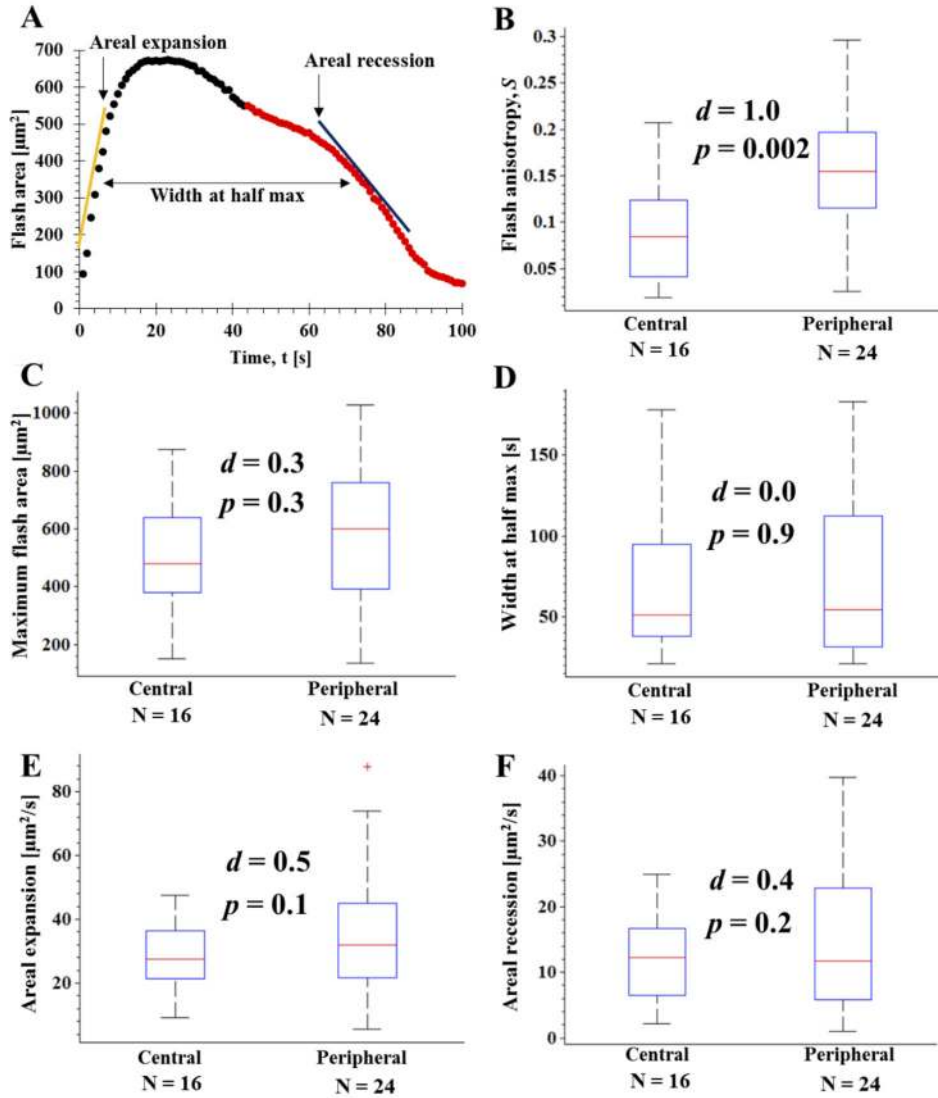 A
Areal expansion
Areal recession
Width at half max
Flash area [µm²]
700
600
500
400
300
200
100
0
0 20 40 60 80 100
Time, t [s]
B
Flash anisotropy, S
0.3
0.25
0.2
0.15
0.1
0.05
d = 1.0
p = 0.002
Central Peripheral
N = 16 N = 24
C
Maximum flash area [µm²]
1000
800
600
400
200
d = 0.3
p = 0.3
Central Peripheral
N = 16 N = 24
D
Width at half max [s]
150
100
50
d = 0.0
p = 0.9
Central Peripheral
N = 16 N = 24
E
Areal expansion [µm²/s]
80
60
40
20
d = 0.5
p = 0.1
Central Peripheral
N = 16 N = 24
F
Areal recession [µm²/s]
40
30
20
10
0
d = 0.4
p = 0.2
Central Peripheral
N = 16 N = 24